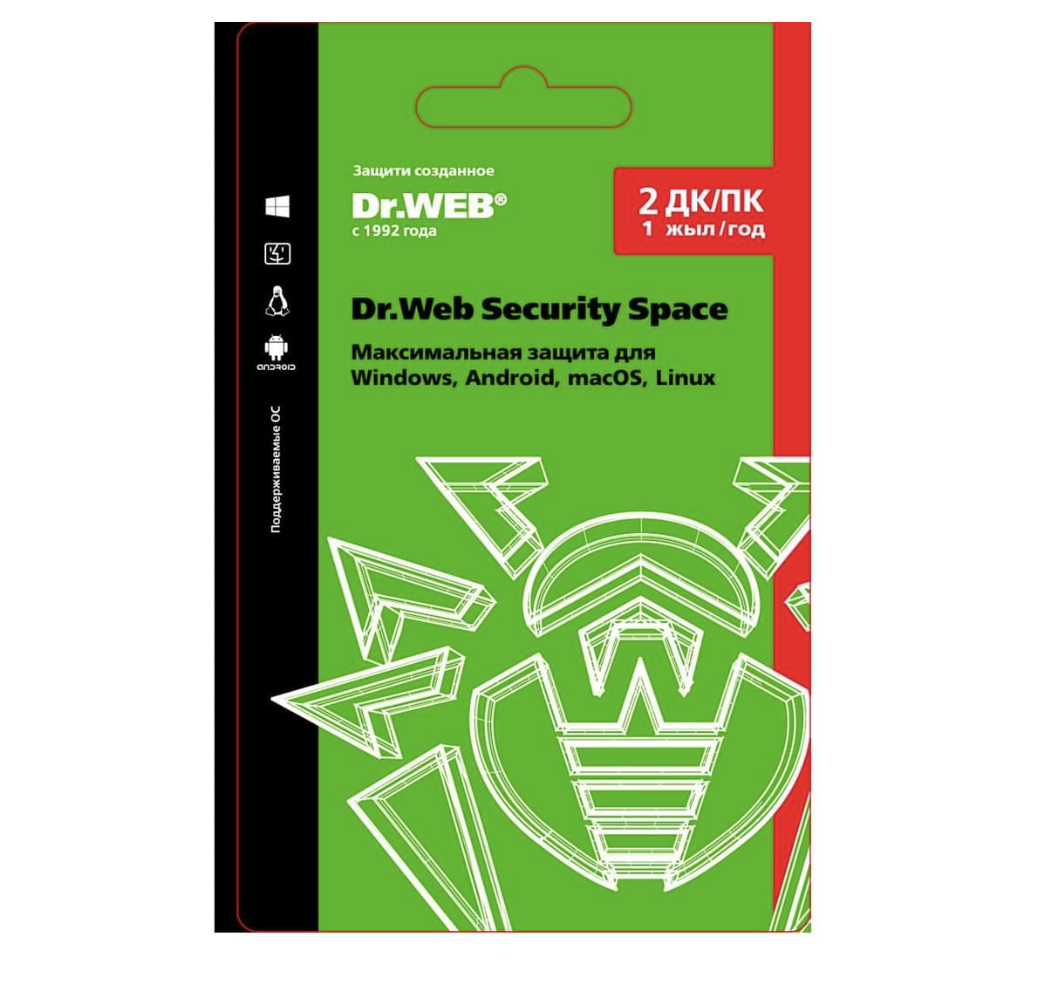 Защити созданное
Dr.WEB®
с 1992 года
2 ДК/ПК
1 жыл/год
Dr.Web Security Space
Максимальная защита для
Windows, Android, macOS, Linux
ANDROID
Поддерживаемые ОС